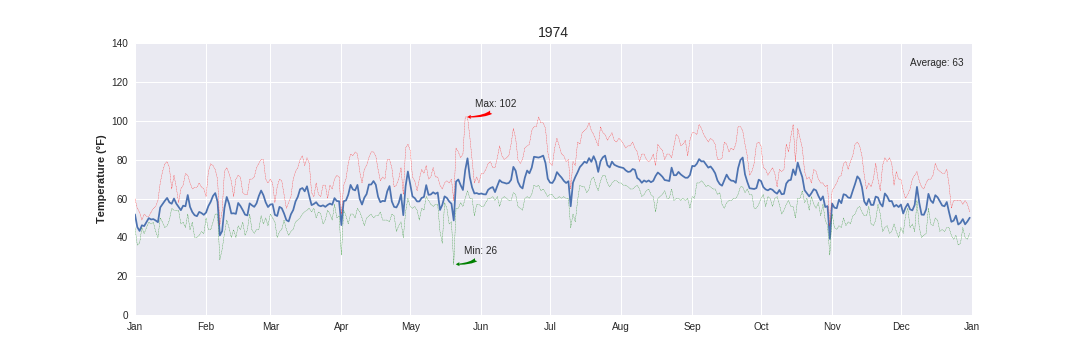 1974
Average: 63
Max: 102
Min: 26
Temperature (°F)
140
120
100
80
60
40
20
0
Jan Feb Mar Apr May Jun Jul Aug Sep Oct Nov Dec Jan